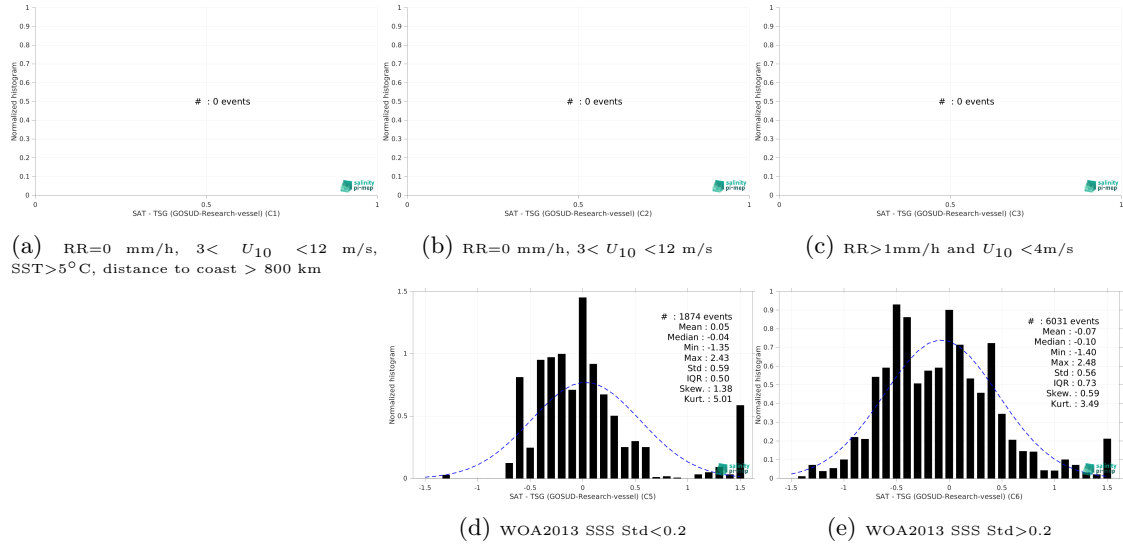 1
0.9
0.8
0.7
0.6
0.5
0.4
0.3
0.2
0.1
0
Normalized histogram
# : 0 events
salinity
pi-mep
0 0.5 1
SAT - TSG (GOSUD-Research-vessel) (C1)
1
0.9
0.8
0.7
0.6
0.5
0.4
0.3
0.2
0.1
0
Normalized histogram
# : 0 events
salinity
pi-mep
0 0.5 1
SAT - TSG (GOSUD-Research-vessel) (C2)
1
0.9
0.8
0.7
0.6
0.5
0.4
0.3
0.2
0.1
0
Normalized histogram
# : 0 events
salinity
pi-mep
0 0.5 1
SAT - TSG (GOSUD-Research-vessel) (C3)
(a) RR=0 mm/h, 3< U10 <12 m/s,
SST>5°C, distance to coast > 800 km
(b) RR=0 mm/h, 3< U10 <12 m/s
(c) RR>1mm/h and U10 <4m/s
1.5
1
0.5
0
Normalized histogram
# : 1874 events
Mean : 0.05
Median : -0.04
Min : -1.35
Max : 2.43
Std : 0.59
IQR : 0.50
Skew. : 1.38
Kurt. : 5.01
salinity
pi-mep
-1.5 -1 -0.5 0 0.5 1 1.5
SAT - TSG (GOSUD-Research-vessel) (C5)
1
0.9
0.8
0.7
0.6
0.5
0.4
0.3
0.2
0.1
0
Normalized histogram
# : 6031 events
Mean : -0.07
Median : -0.10
Min : -1.40
Max : 2.48
Std : 0.56
IQR : 0.73
Skew. : 0.59
Kurt. : 3.49
salinity
pi-mep
-1.5 -1 -0.5 0 0.5 1 1.5
SAT - TSG (GOSUD-Research-vessel) (C6)
(d) WOA2013 SSS Std<0.2
(e) WOA2013 SSS Std>0.2